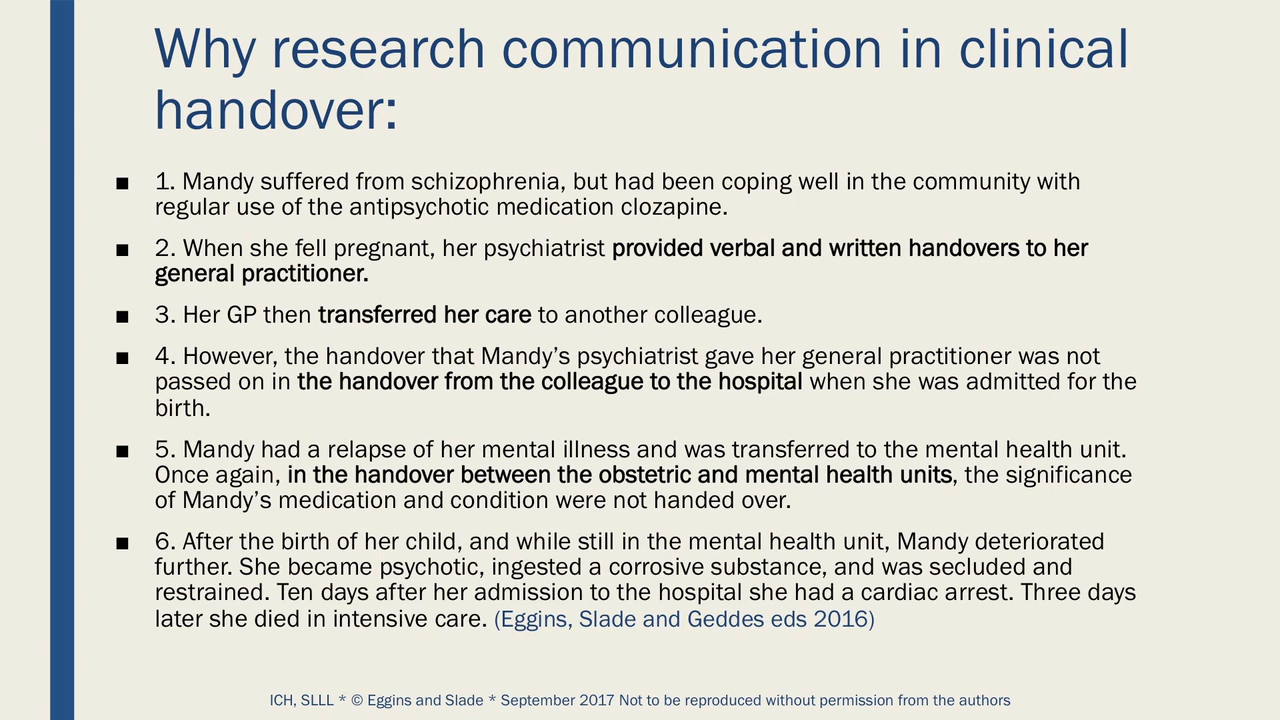 Why research communication in clinical
handover:
■ 1. Mandy suffered from schizophrenia, but had been coping well in the community with
regular use of the antipsychotic medication clozapine.
■ 2. When she fell pregnant, her psychiatrist provided verbal and written handovers to her
general practitioner.
■ 3. Her GP then transferred her care to another colleague.
■ 4. However, the handover that Mandy’s psychiatrist gave her general practitioner was not
passed on in the handover from the colleague to the hospital when she was admitted for the
birth.
■ 5. Mandy had a relapse of her mental illness and was transferred to the mental health unit.
Once again, in the handover between the obstetric and mental health units, the significance
of Mandy’s medication and condition were not handed over.
■ 6. After the birth of her child, and while still in the mental health unit, Mandy deteriorated
further. She became psychotic, ingested a corrosive substance, and was secluded and
restrained. Ten days after her admission to the hospital she had a cardiac arrest. Three days
later she died in intensive care. (Eggins, Slade and Geddes eds 2016)
ICH, SLLL * © Eggins and Slade * September 2017 Not to be reproduced without permission from the authors